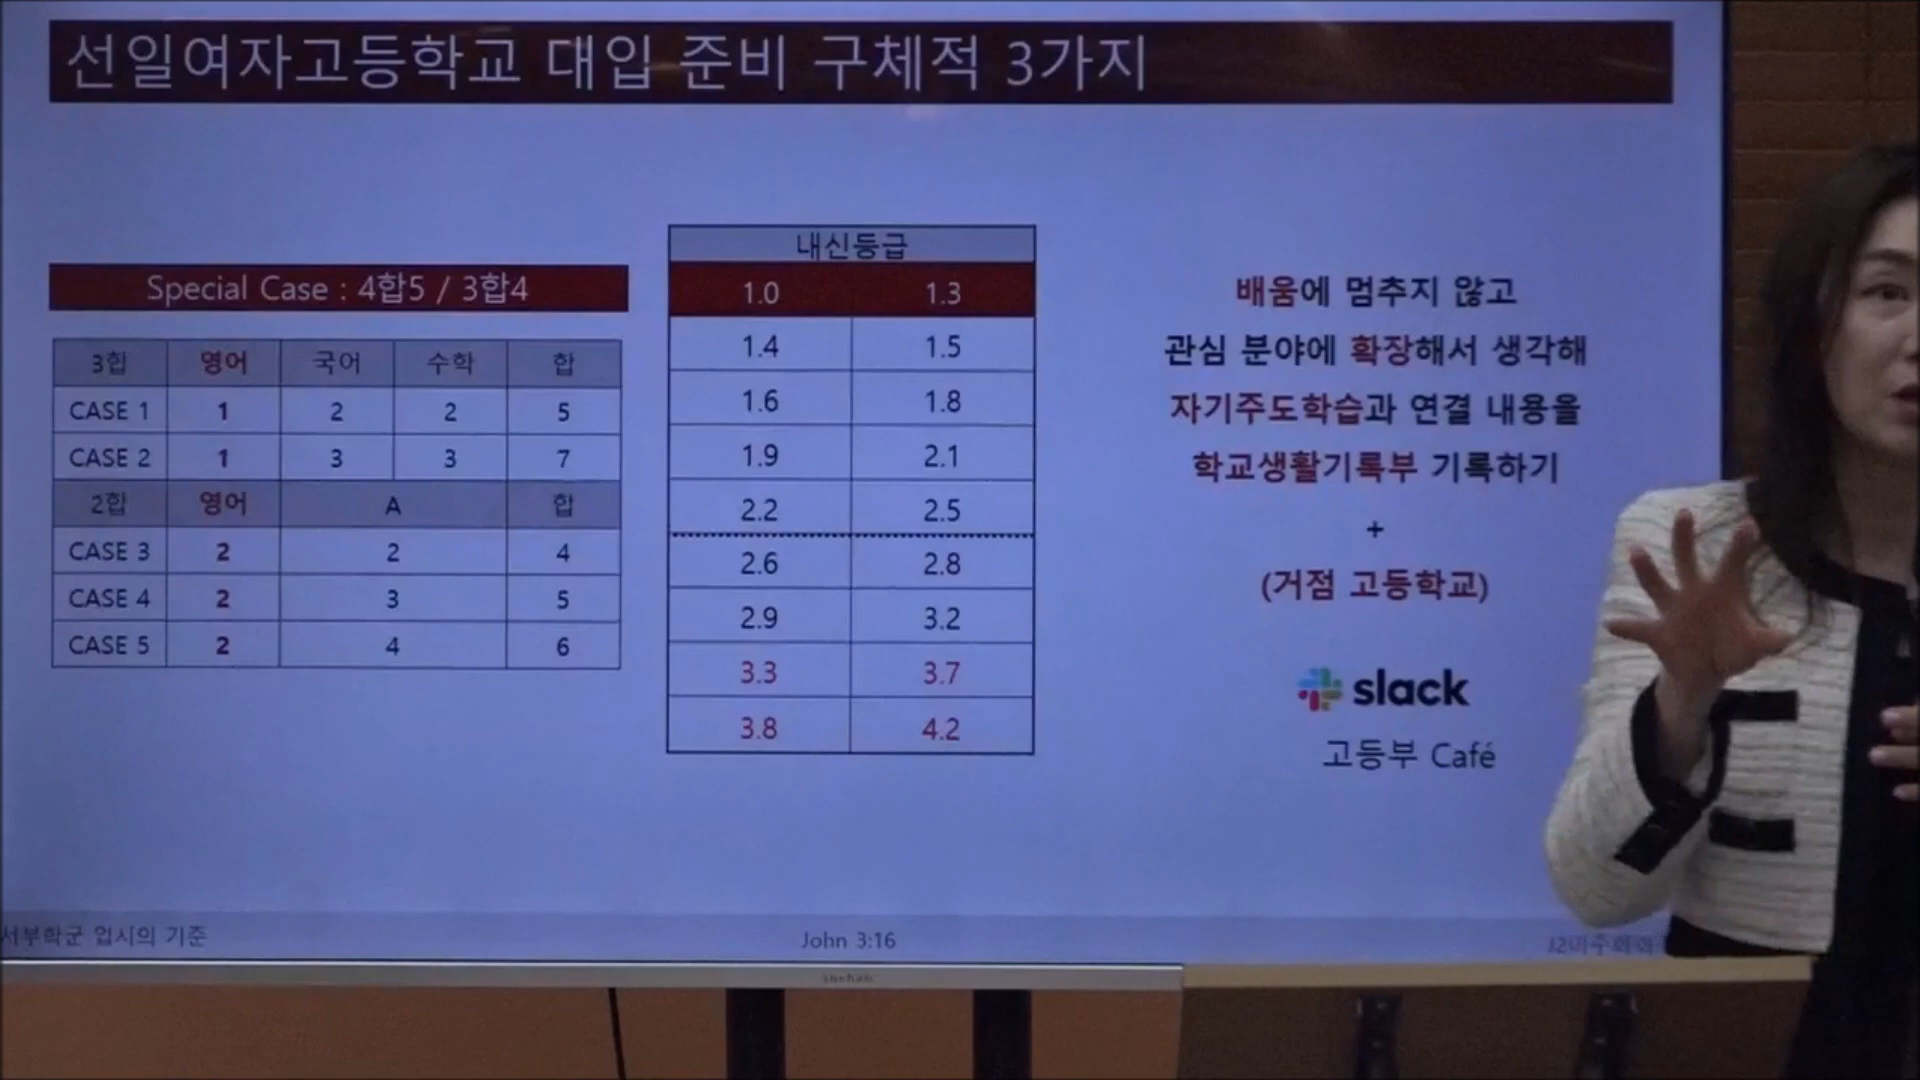 선일여자고등학교 대입 준비 구체적 3가지
Special Case : 4합5 / 3합4
3합 영어 국어 수학 합
CASE 1 1 2 2 5
CASE 2 1 3 3 7
2합 영어 A 합
CASE 3 2 2 4
CASE 4 2 3 5
CASE 5 2 4 6
내신등급
1.0 1.3
1.4 1.5
1.6 1.8
1.9 2.1
2.2 2.5
2.6 2.8
2.9 3.2
3.3 3.7
3.8 4.2
배움에 멈추지 않고
관심 분야에 확장해서 생각해
자기주도학습과 연결 내용을
학교생활기록부 기록하기
+
(거점 고등학교)
slack
고등부 Café
서부학군 입시의 기준
John 3:16